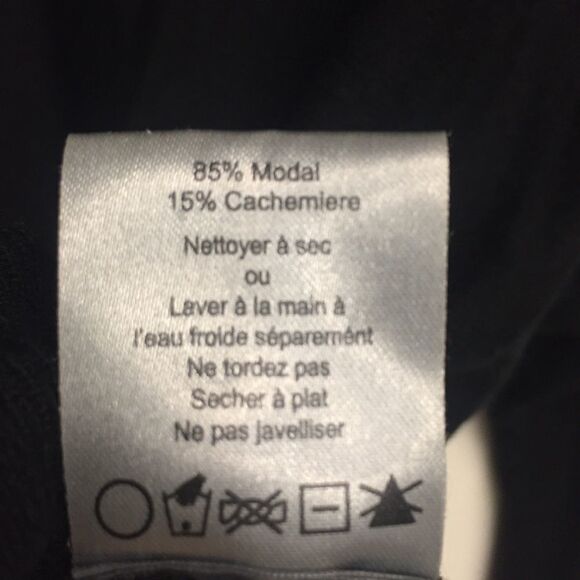 85% Modal
15% Cachemiere
Nettoyer à sec
ou
Laver à la main à
l'eau froide séparemént
Ne tordez pas
Secher à plat
Ne pas javelliser